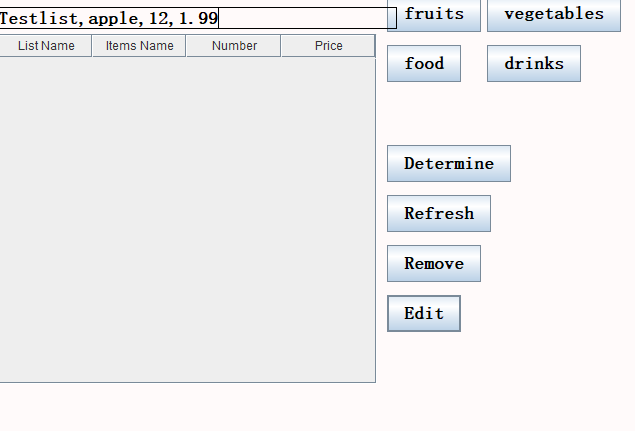 Testlist,apple,12,1.99
fruits vegetables
List Name Items Name Number Price
food drinks
Determine
Refresh
Remove
Edit